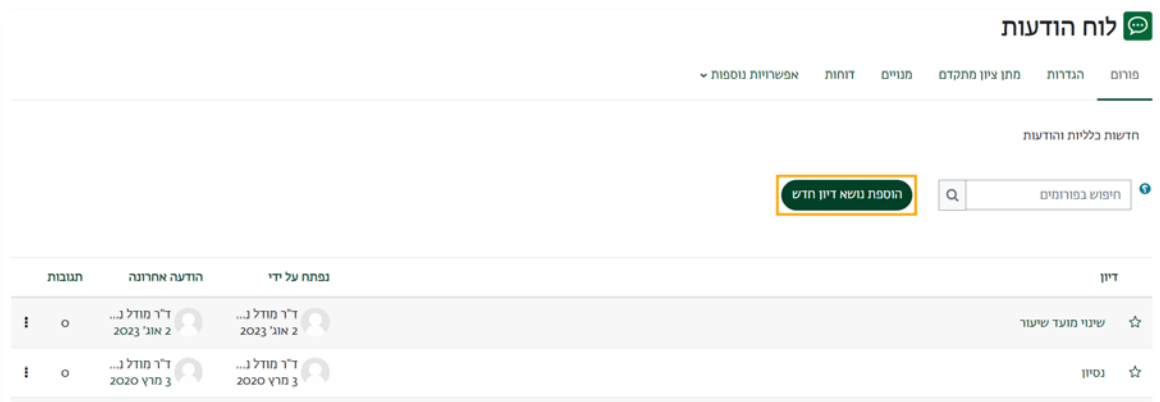 לוח הודעות
פורום הגדרות מתן ציון מתקדם מנויים דוחות אפשרויות נוספות
חדשות כלליות והודעות
חיפוש בפורומים הוספת נושא דיון חדש
דיון נפתח על ידי הודעה אחרונה תגובות
שינוי מועד שיעור ד"ר מודל נ... ד"ר מודל נ... 0
2 אוג' 2023 2 אוג' 2023
נסיון ד"ר מודל נ... ד"ר מודל נ... 0
3 מרץ 2020 3 מרץ 2020